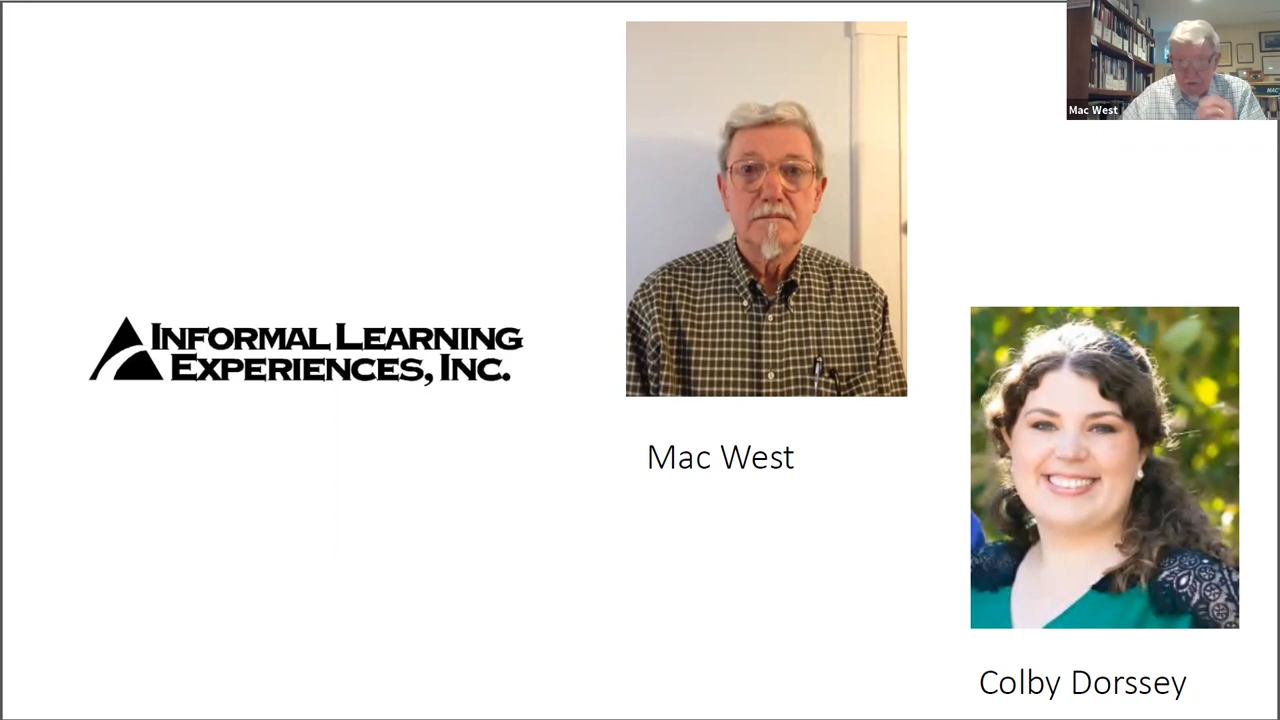 Mac West
INFORMAL LEARNING
EXPERIENCES, INC.
Mac West
Colby Dorssey